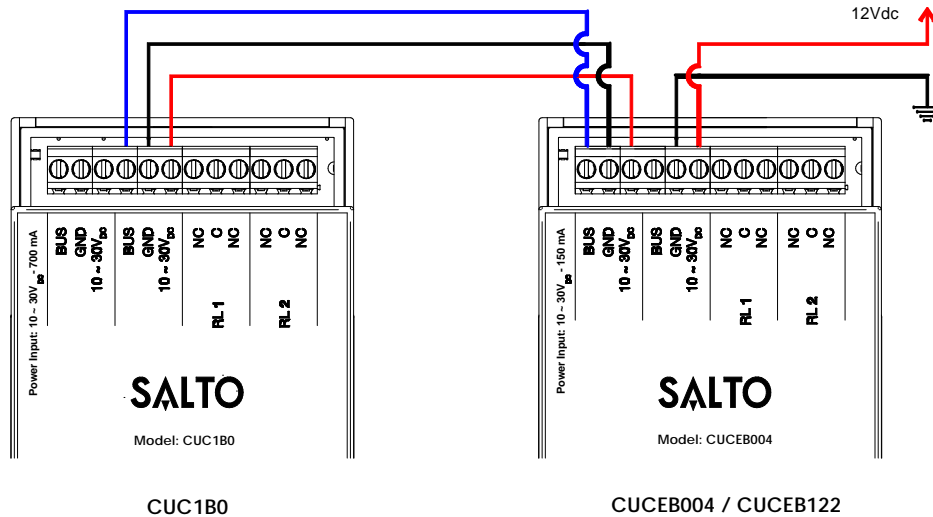 12Vdc
Power Input: 10 ~ 30VDC - 700 mA
BUS
GND
10 ~ 30VDC
BUS
GND
10 ~ 30VDC
NC
C
NC
RL 1
NC
C
NC
RL 2
SALTO
Model: CUC1B0
CUC1B0
Power Input: 10 ~ 30VDC - 150 mA
BUS
GND
10 ~ 30VDC
BUS
GND
10 ~ 30VDC
NC
C
NC
RL 1
NC
C
NC
RL 2
SALTO
Model: CUCEB004
CUCEB004 / CUCEB122